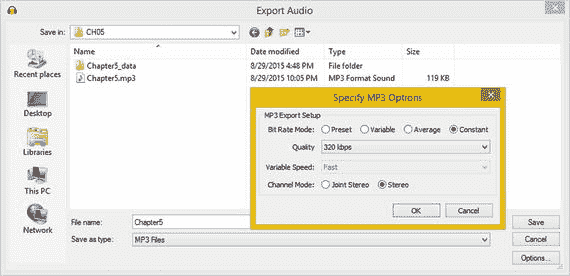 Export Audio
Save in: CH05
Name Date modified Type Size
Chapter5_data 8/29/2015 4:48 PM File folder
Chapter5.mp3 8/29/2015 10:05 PM MP3 Format Sound 119 KB
Recent places
Desktop
Libraries
This PC
Network
Specify MP3 Options
MP3 Export Setup
Bit Rate Mode: Preset Variable Average Constant
Quality 320 kbps
Variable Speed: Fast
Channel Mode: Joint Stereo Stereo
OK Cancel
File name: Chapter5 Save
Save as type: MP3 Files Cancel
Options...